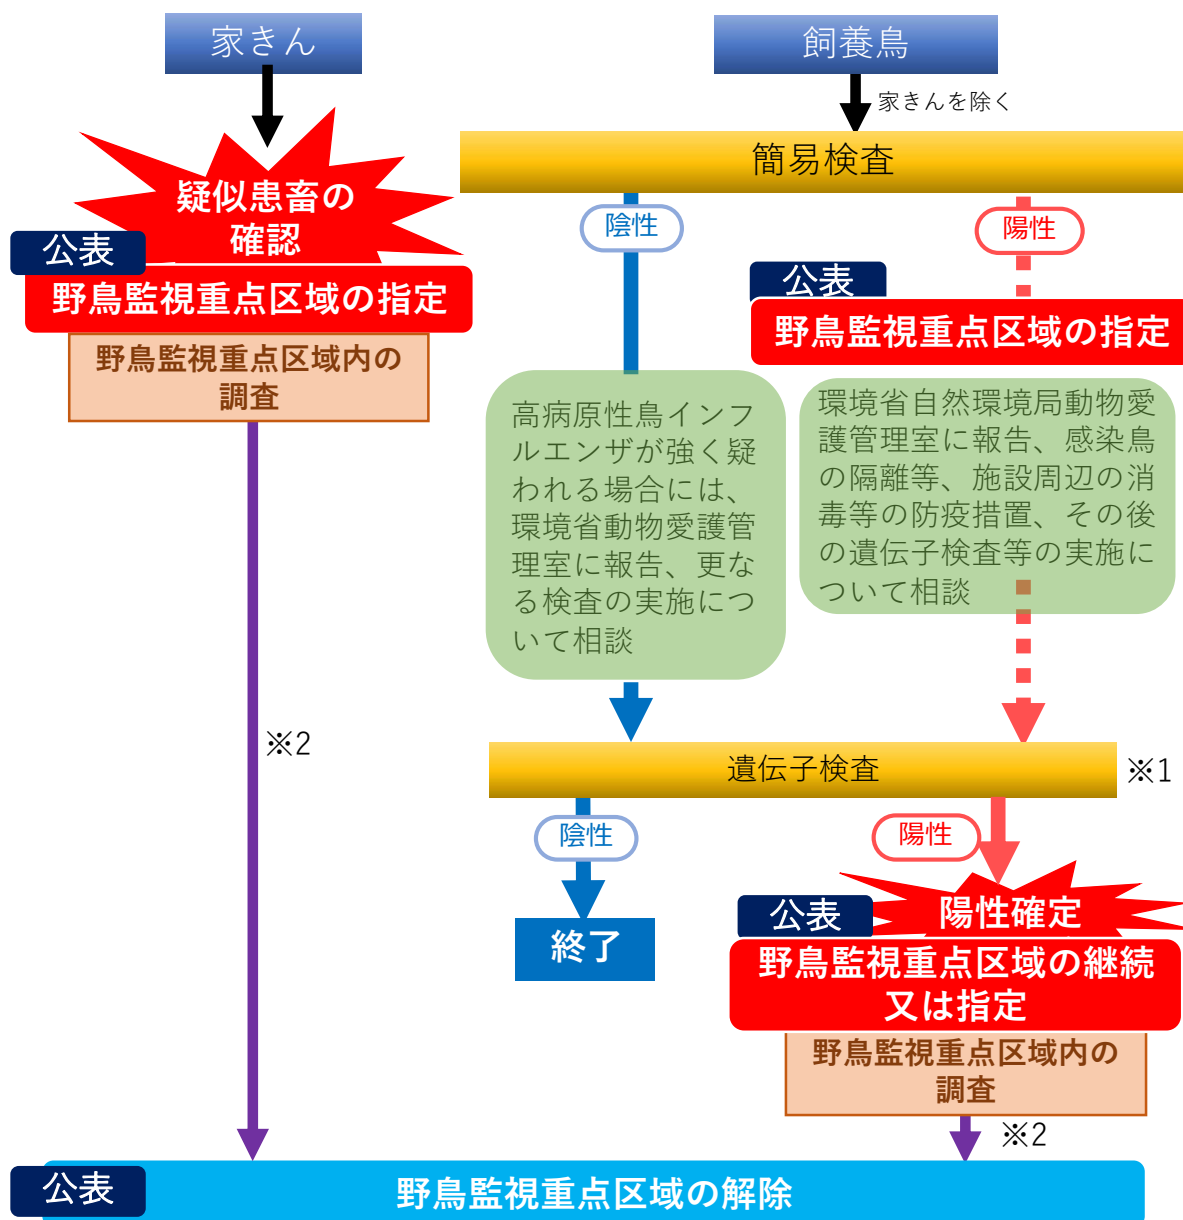 家きん
疑似患畜の
確認
公表
野鳥監視重点区域の指定
野鳥監視重点区域内の
調査
※2
飼養鳥
家きんを除く
簡易検査
陰性
陽性
公表
野鳥監視重点区域の指定
高病原性鳥インフ
ルエンザが強く疑
われる場合には、
環境省動物愛護管
理室に報告、更な
る検査の実施につ
いて相談
環境省自然環境局動物愛
護管理室に報告、感染鳥
の隔離等、施設周辺の消
毒等の防疫措置、その後
の遺伝子検査等の実施に
ついて相談
遺伝子検査
※1
陰性
陽性
終了
公表
陽性確定
野鳥監視重点区域の継続
又は指定
野鳥監視重点区域内の
調査
※2
公表
野鳥監視重点区域の解除